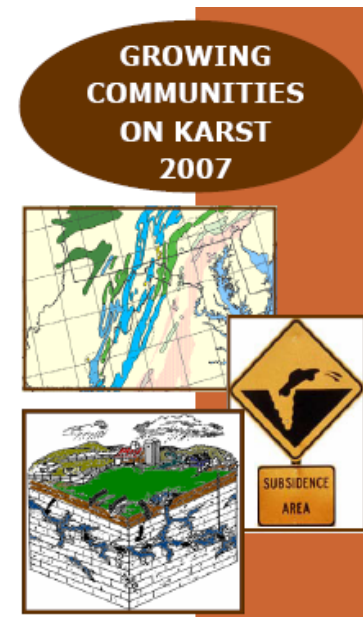 GROWING
COMMUNITIES
ON KARST
2007
SUBSIDENCE
AREA